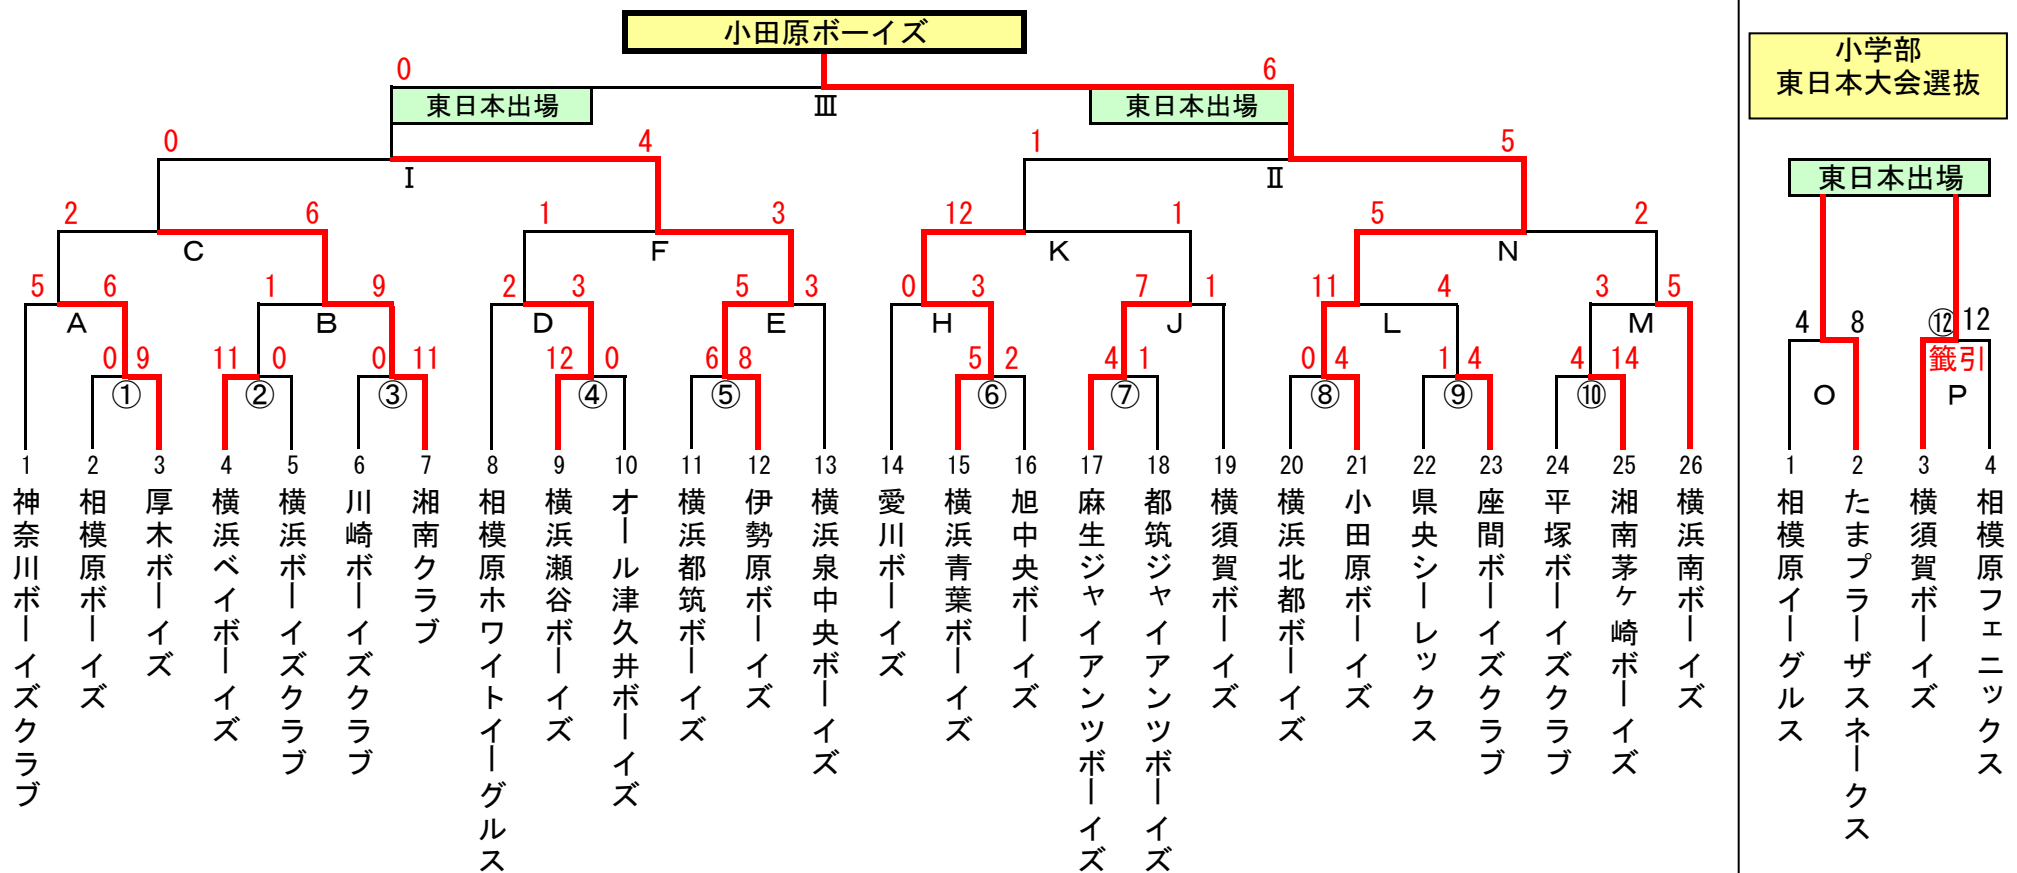 小田原ボーイズ
小学部
東日本大会選抜
0 6
東日本出場 Ⅲ 東日本出場
0 4 1 5
Ⅰ Ⅱ 東日本出場
2 6 1 3 12 1 5 2
C F K N
5 6 1 9 2 3 5 3 0 3 7 1 11 4 3 5
A B D E H J L M 4 8 ⑫ 12
0 9 11 0 0 11 12 0 6 8 5 2 4 1 0 4 1 4 4 14 籤引
① ② ③ ④ ⑤ ⑥ ⑦ ⑧ ⑨ ⑩ O P
1 2 3 4 5 6 7 8 9 10 11 12 13 14 15 16 17 18 19 20 21 22 23 24 25 26 1 2 3 4
神奈川ボーイズクラブ
相模原ボーイズ
厚木ボーイズ
横浜ベイボーイズ
横浜ボーイズクラブ
川崎ボーイズクラブ
湘南クラブ
相模原ホワイトイーグルス
横浜瀬谷ボーイズ
オール津久井ボーイズ
横浜都筑ボーイズ
伊勢原ボーイズ
横浜泉中央ボーイズ
愛川ボーイズ
横浜青葉ボーイズ
旭中央ボーイズ
麻生ジャイアンツボーイズ
都筑ジャイアンツボーイズ
横須賀ボーイズ
横浜北都ボーイズ
小田原ボーイズ
県央シーレックス
座間ボーイズクラブ
平塚ボーイズクラブ
湘南茅ケ崎ボーイズ
横浜南ボーイズ
相模原イーグルス
たまプラーザスネークス
横須賀ボーイズ
相模原フェニックス